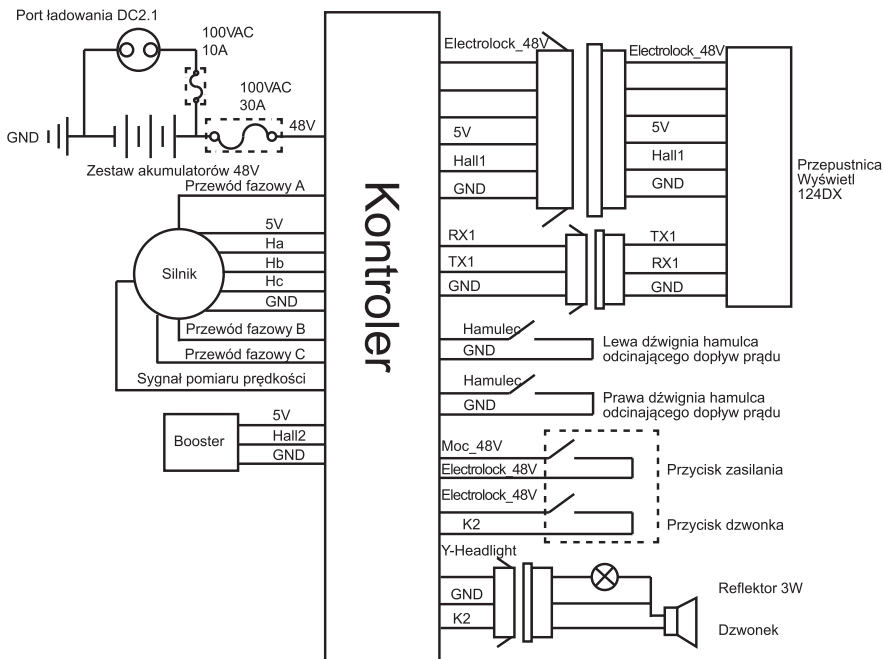 Port ładowania DC2.1
100VAC
10A
100VAC
30A
48V
GND
Zestaw akumulatorów 48V
Przewód fazowy A
5V
Ha
Hb
Hc
GND
Silnik
Przewód fazowy B
Przewód fazowy C
Sygnał pomiaru prędkości
Booster
5V
Hall2
GND
Kontroler
Electrolock_48V
5V
Hall1
GND
Electrolock_48V
5V
Hall1
GND
Przepustnica
Wyświetl
124DX
RX1
TX1
GND
TX1
RX1
GND
Hamulec
GND
Lewa dźwignia hamulca
odcinającego dopływ prądu
Hamulec
GND
Prawa dźwignia hamulca
odcinającego dopływ prądu
Moc_48V
Electrolock_48V
Przycisk zasilania
Electrolock_48V
K2
Przycisk dzwonka
Y-Headlight
GND
K2
Reflektor 3W
Dzwonek